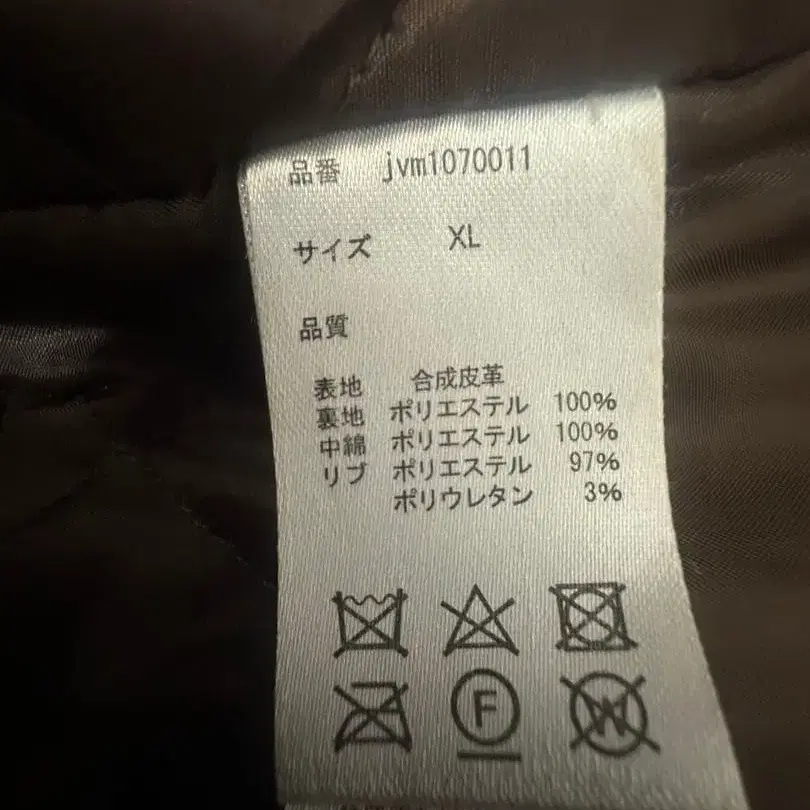 品番 jvm1070011
サイズ XL
品質
表地 合成皮革
裏地 ポリエステル 100%
中綿 ポリエステル 100%
リブ ポリエステル 97%
ポリウレタン 3%
F
W